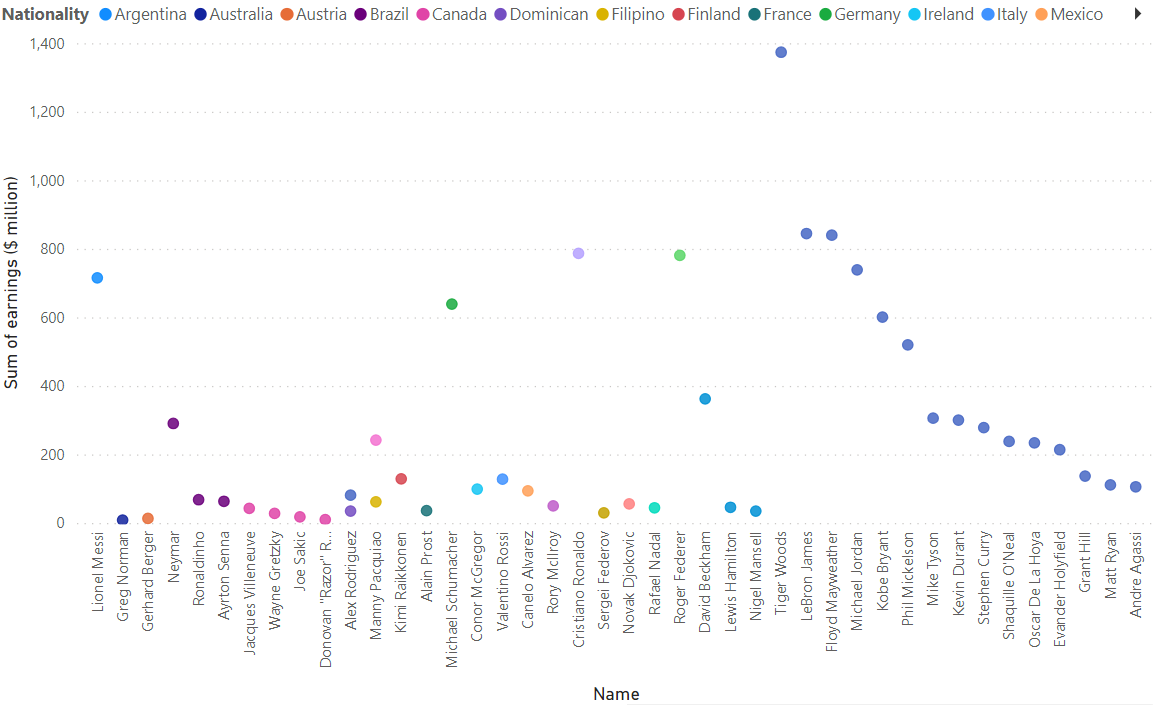 Nationality Argentina Australia Austria Brazil Canada Dominican Filipino Finland France Germany Ireland Italy Mexico
1,400
1,200
1,000
800
600
400
200
0
Sum of earnings ($ million)
Lionel Messi
Greg Norman
Gerhard Berger
Neymar
Ronaldinho
Ayrton Senna
Jacques Villeneuve
Wayne Gretzky
Joe Sakic
Donovan "Razor" R...
Alex Rodriguez
Manny Pacquiao
Kimi Raikkonen
Alain Prost
Michael Schumacher
Conor McGregor
Valentino Rossi
Canelo Alvarez
Rory McIlroy
Cristiano Ronaldo
Sergei Federov
Novak Djokovic
Rafael Nadal
Roger Federer
David Beckham
Lewis Hamilton
Nigel Mansell
Tiger Woods
LeBron James
Floyd Mayweather
Michael Jordan
Kobe Bryant
Phil Mickelson
Mike Tyson
Kevin Durant
Stephen Curry
Shaquille O'Neal
Oscar De La Hoya
Evander Holyfield
Grant Hill
Matt Ryan
Andre Agassi
Name